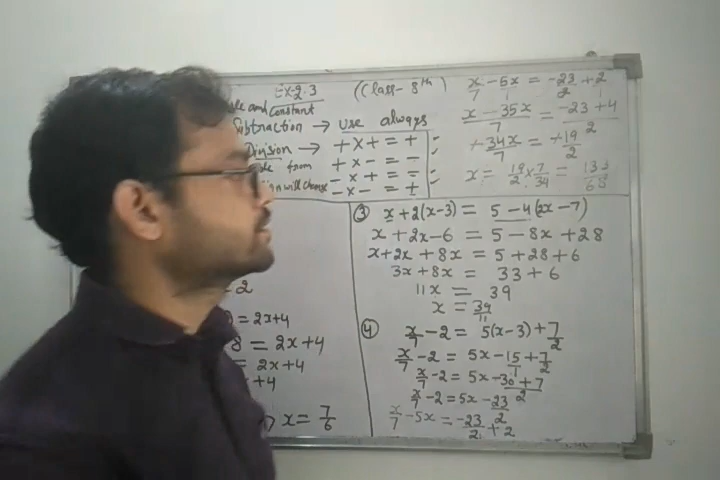 Ex-2.3 (Class-8th)
and Constant
Subtraction → use always
Division → + × + = +
from + × - = -
sign will change - × + = -
- × - = +
x/7 - 5x = -23/2 + 2/1
x - 35x/7 = -23 + 4/2
+34x/7 = +19/2
x = 19/2 × 7/34 = 133/68
- 2
= 2x+4
8 = 2x+4
= 2x+4
x+4
x = 7/6
③ x + 2(x-3) = 5 - 4(2x-7)
x + 2x - 6 = 5 - 8x + 28
x + 2x + 8x = 5 + 28 + 6
3x + 8x = 33 + 6
11x = 39
x = 39/11
④ x/7 - 2 = 5(x-3) + 7/2
x/7 - 2 = 5x - 15/1 + 7/2
x/7 - 2 = 5x - 30 + 7/2
x/7 - 2 = 5x - 23/2
x/7 - 5x = -23/2 + 2